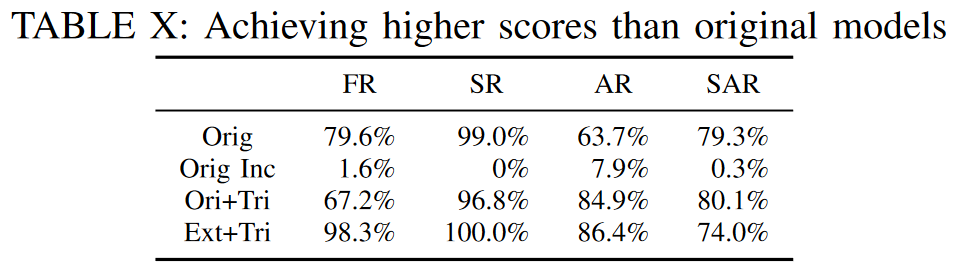 TABLE X: Achieving higher scores than original models
FR SR AR SAR
Orig 79.6% 99.0% 63.7% 79.3%
Orig Inc 1.6% 0% 7.9% 0.3%
Ori+Tri 67.2% 96.8% 84.9% 80.1%
Ext+Tri 98.3% 100.0% 86.4% 74.0%